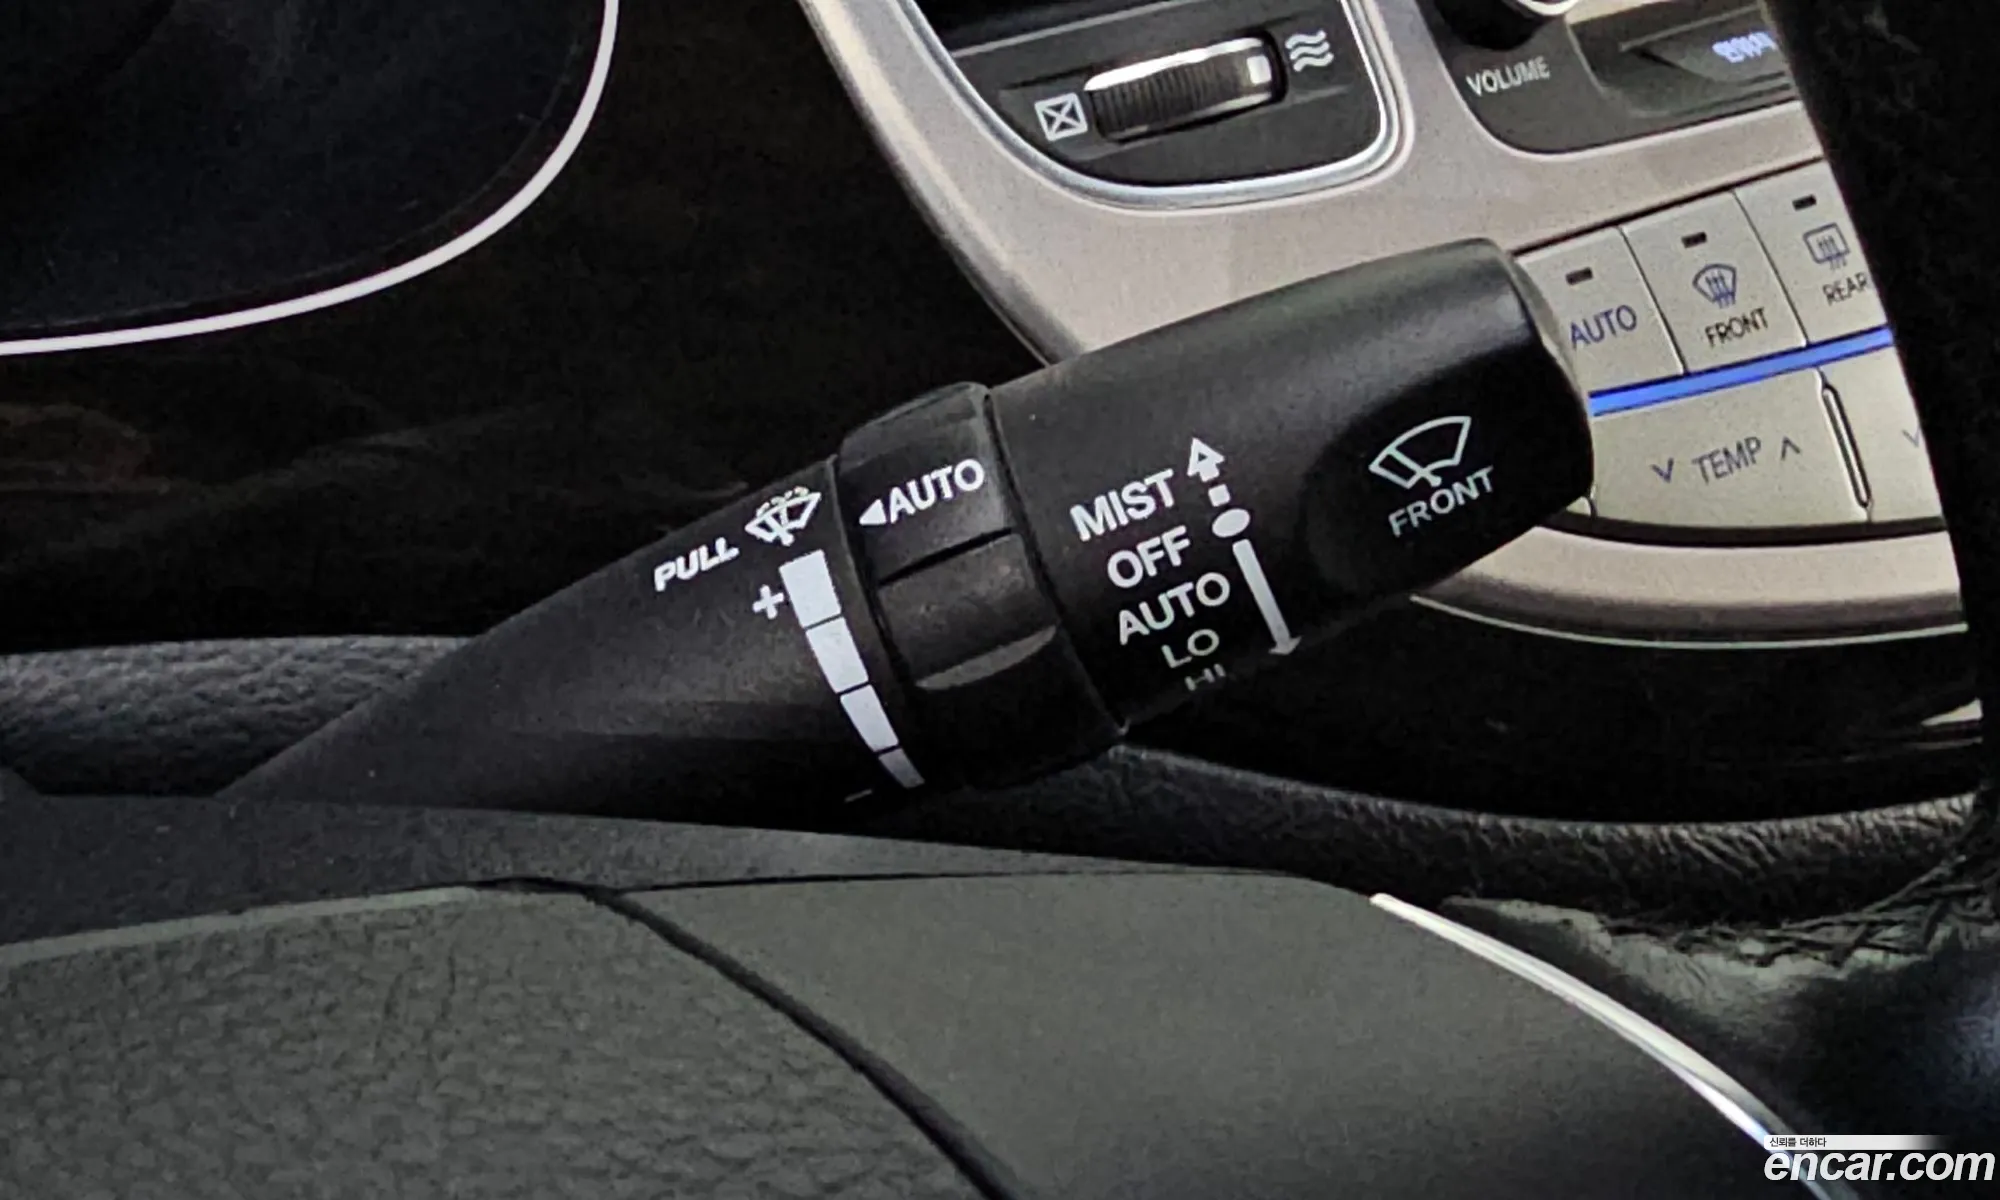 VOLUME
AUTO
FRONT
REAR
TEMP
PULL
+
AUTO
MIST
OFF
AUTO
LO
HI
-
FRONT
신뢰를 더하다
encar.com